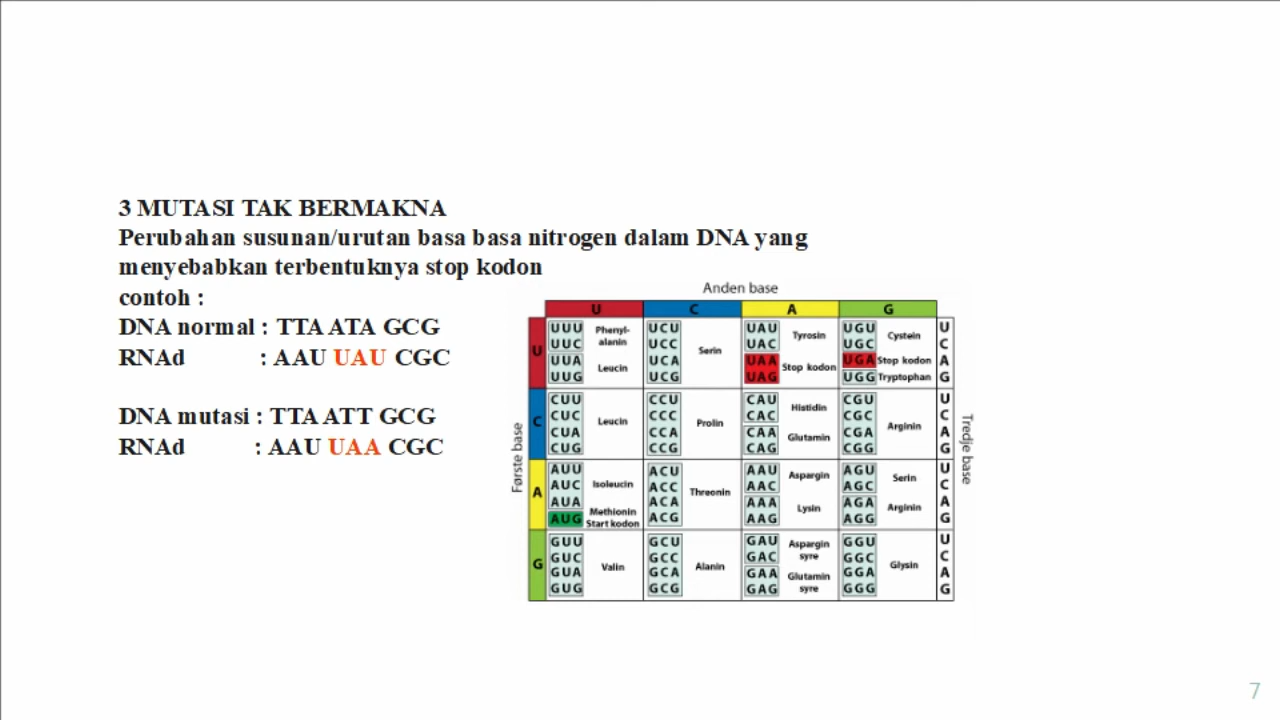 3 MUTASI TAK BERMAKNA
Perubahan susunan/urutan basa basa nitrogen dalam DNA yang
menyebabkan terbentuknya stop kodon
contoh :
DNA normal : TTA ATA GCG
RNAd : AAU UAU CGC
DNA mutasi : TTA ATT GCG
RNAd : AAU UAA CGC
Anden base
U C A G
Første base
U
UUU
UUC
Phenyl-
alanin
UUA
UUG
Leucin
UCU
UCC
UCA
UCG
Serin
UAU
UAC
Tyrosin
UAA
UAG
Stop kodon
UGU
UGC
Cystein
UGA Stop kodon
UGG Tryptophan
U
C
A
G
C
CUU
CUC
CUA
CUG
Leucin
CCU
CCC
CCA
CCG
Prolin
CAU
CAC
Histidin
CAA
CAG
Glutamin
CGU
CGC
CGA
CGG
Arginin
U
C
A
G
A
AUU
AUC
AUA
Isoleucin
AUG
Methionin
Start kodon
ACU
ACC
ACA
ACG
Threonin
AAU
AAC
Aspargin
AAA
AAG
Lysin
AGU
AGC
Serin
AGA
AGG
Arginin
U
C
A
G
G
GUU
GUC
GUA
GUG
Valin
GCU
GCC
GCA
GCG
Alanin
GAU
GAC
Aspargin
syre
GAA
GAG
Glutamin
syre
GGU
GGC
GGA
GGG
Glysin
U
C
A
G
Tredje base
7